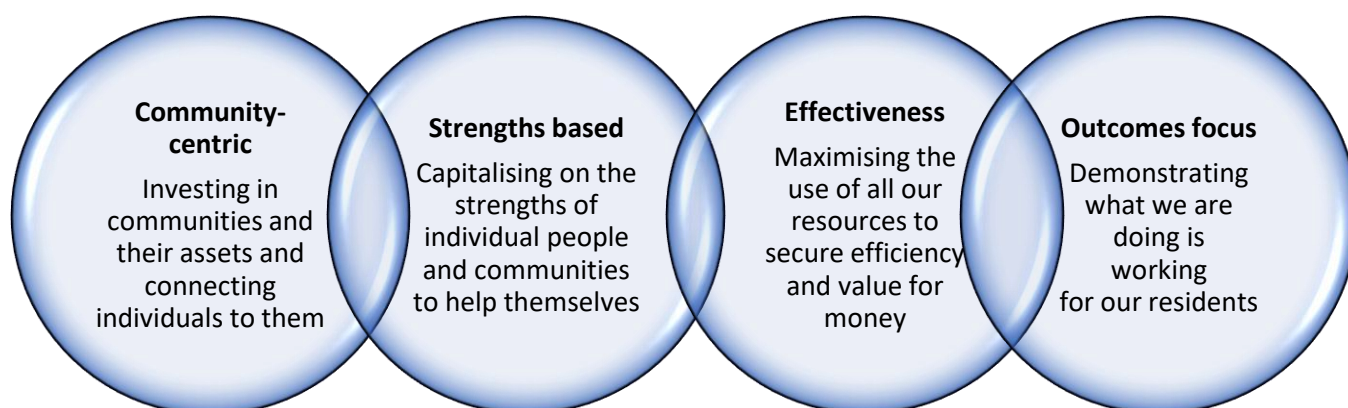 Community-
centric
Investing in
communities and
their assets and
connecting
individuals to them
Strengths based
Capitalising on the
strengths of
individual people
and communities
to help themselves
Effectiveness
Maximising the
use of all our
resources to
secure efficiency
and value for
money
Outcomes focus
Demonstrating
what we are
doing is
working
for our residents